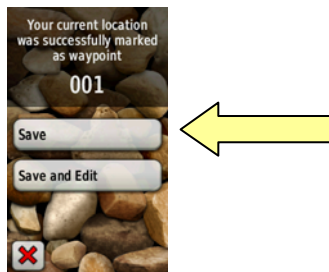 Your current location
was successfully marked
as waypoint
001
Save
Save and Edit